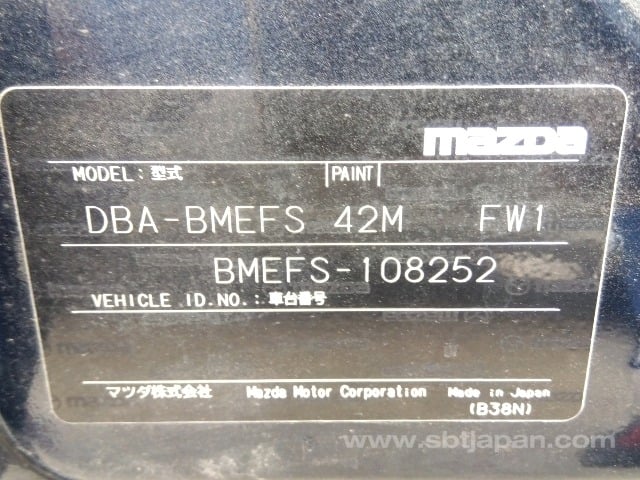 mazda
MODEL: 型式 PAINT
DBA-BMEFS 42M FW1
BMEFS-108252
VEHICLE ID.NO.: 車台番号
マツダ株式会社 Mazda Motor Corporation Made in Japan
(B38N)
www.sbtjapan.com